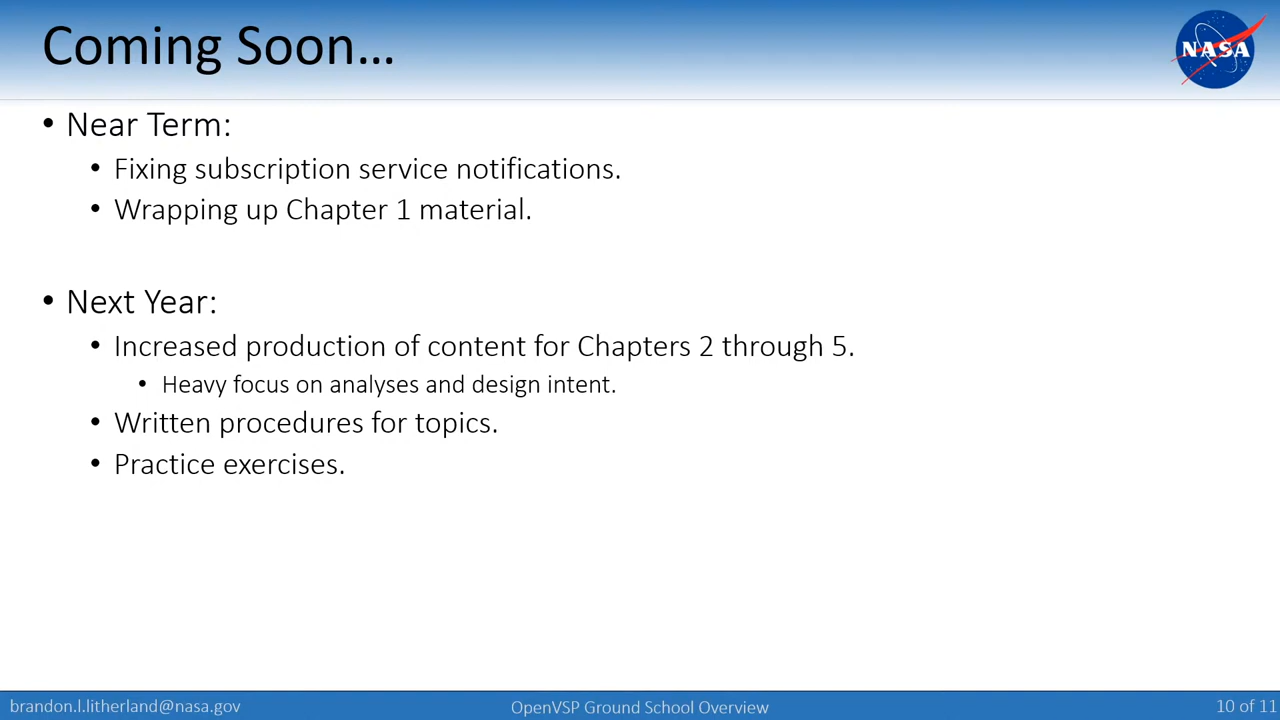 Coming Soon...
NASA
• Near Term:
• Fixing subscription service notifications.
• Wrapping up Chapter 1 material.
• Next Year:
• Increased production of content for Chapters 2 through 5.
• Heavy focus on analyses and design intent.
• Written procedures for topics.
• Practice exercises.
brandon.l.litherland@nasa.gov
OpenVSP Ground School Overview
10 of 11